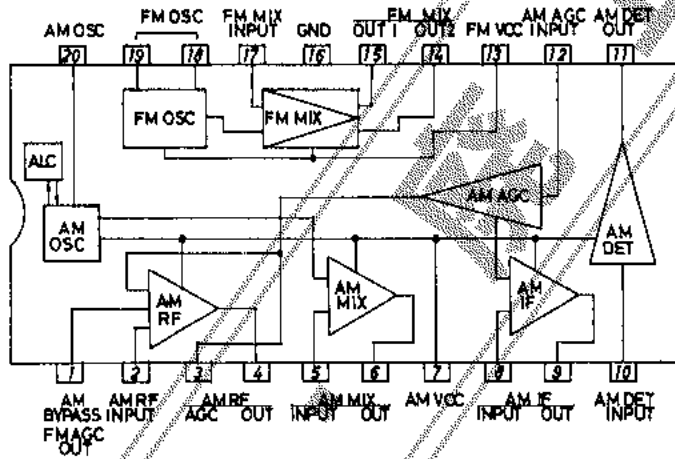 FM OSC
FM MIX
AM AGC AM DET
AM OSC
INPUT
GND
OUT 1 OUT2
FM VCC
INPUT
OUT
20 19 18 17 16 15 14 13 12 11
FM OSC
FM MIX
ALC
AM AGC
AM
OSC
AM
DET
AM
RF
AM
MIX
AM
IF
1 2 3 4 5 6 7 8 9 10
AM
BYPASS
FM AGC
OUT
AM RF
INPUT
AM RF
AGC OUT
AM MIX
INPUT OUT
AM VCC
AM IF
INPUT OUT
AM DET
INPUT
FM MIX